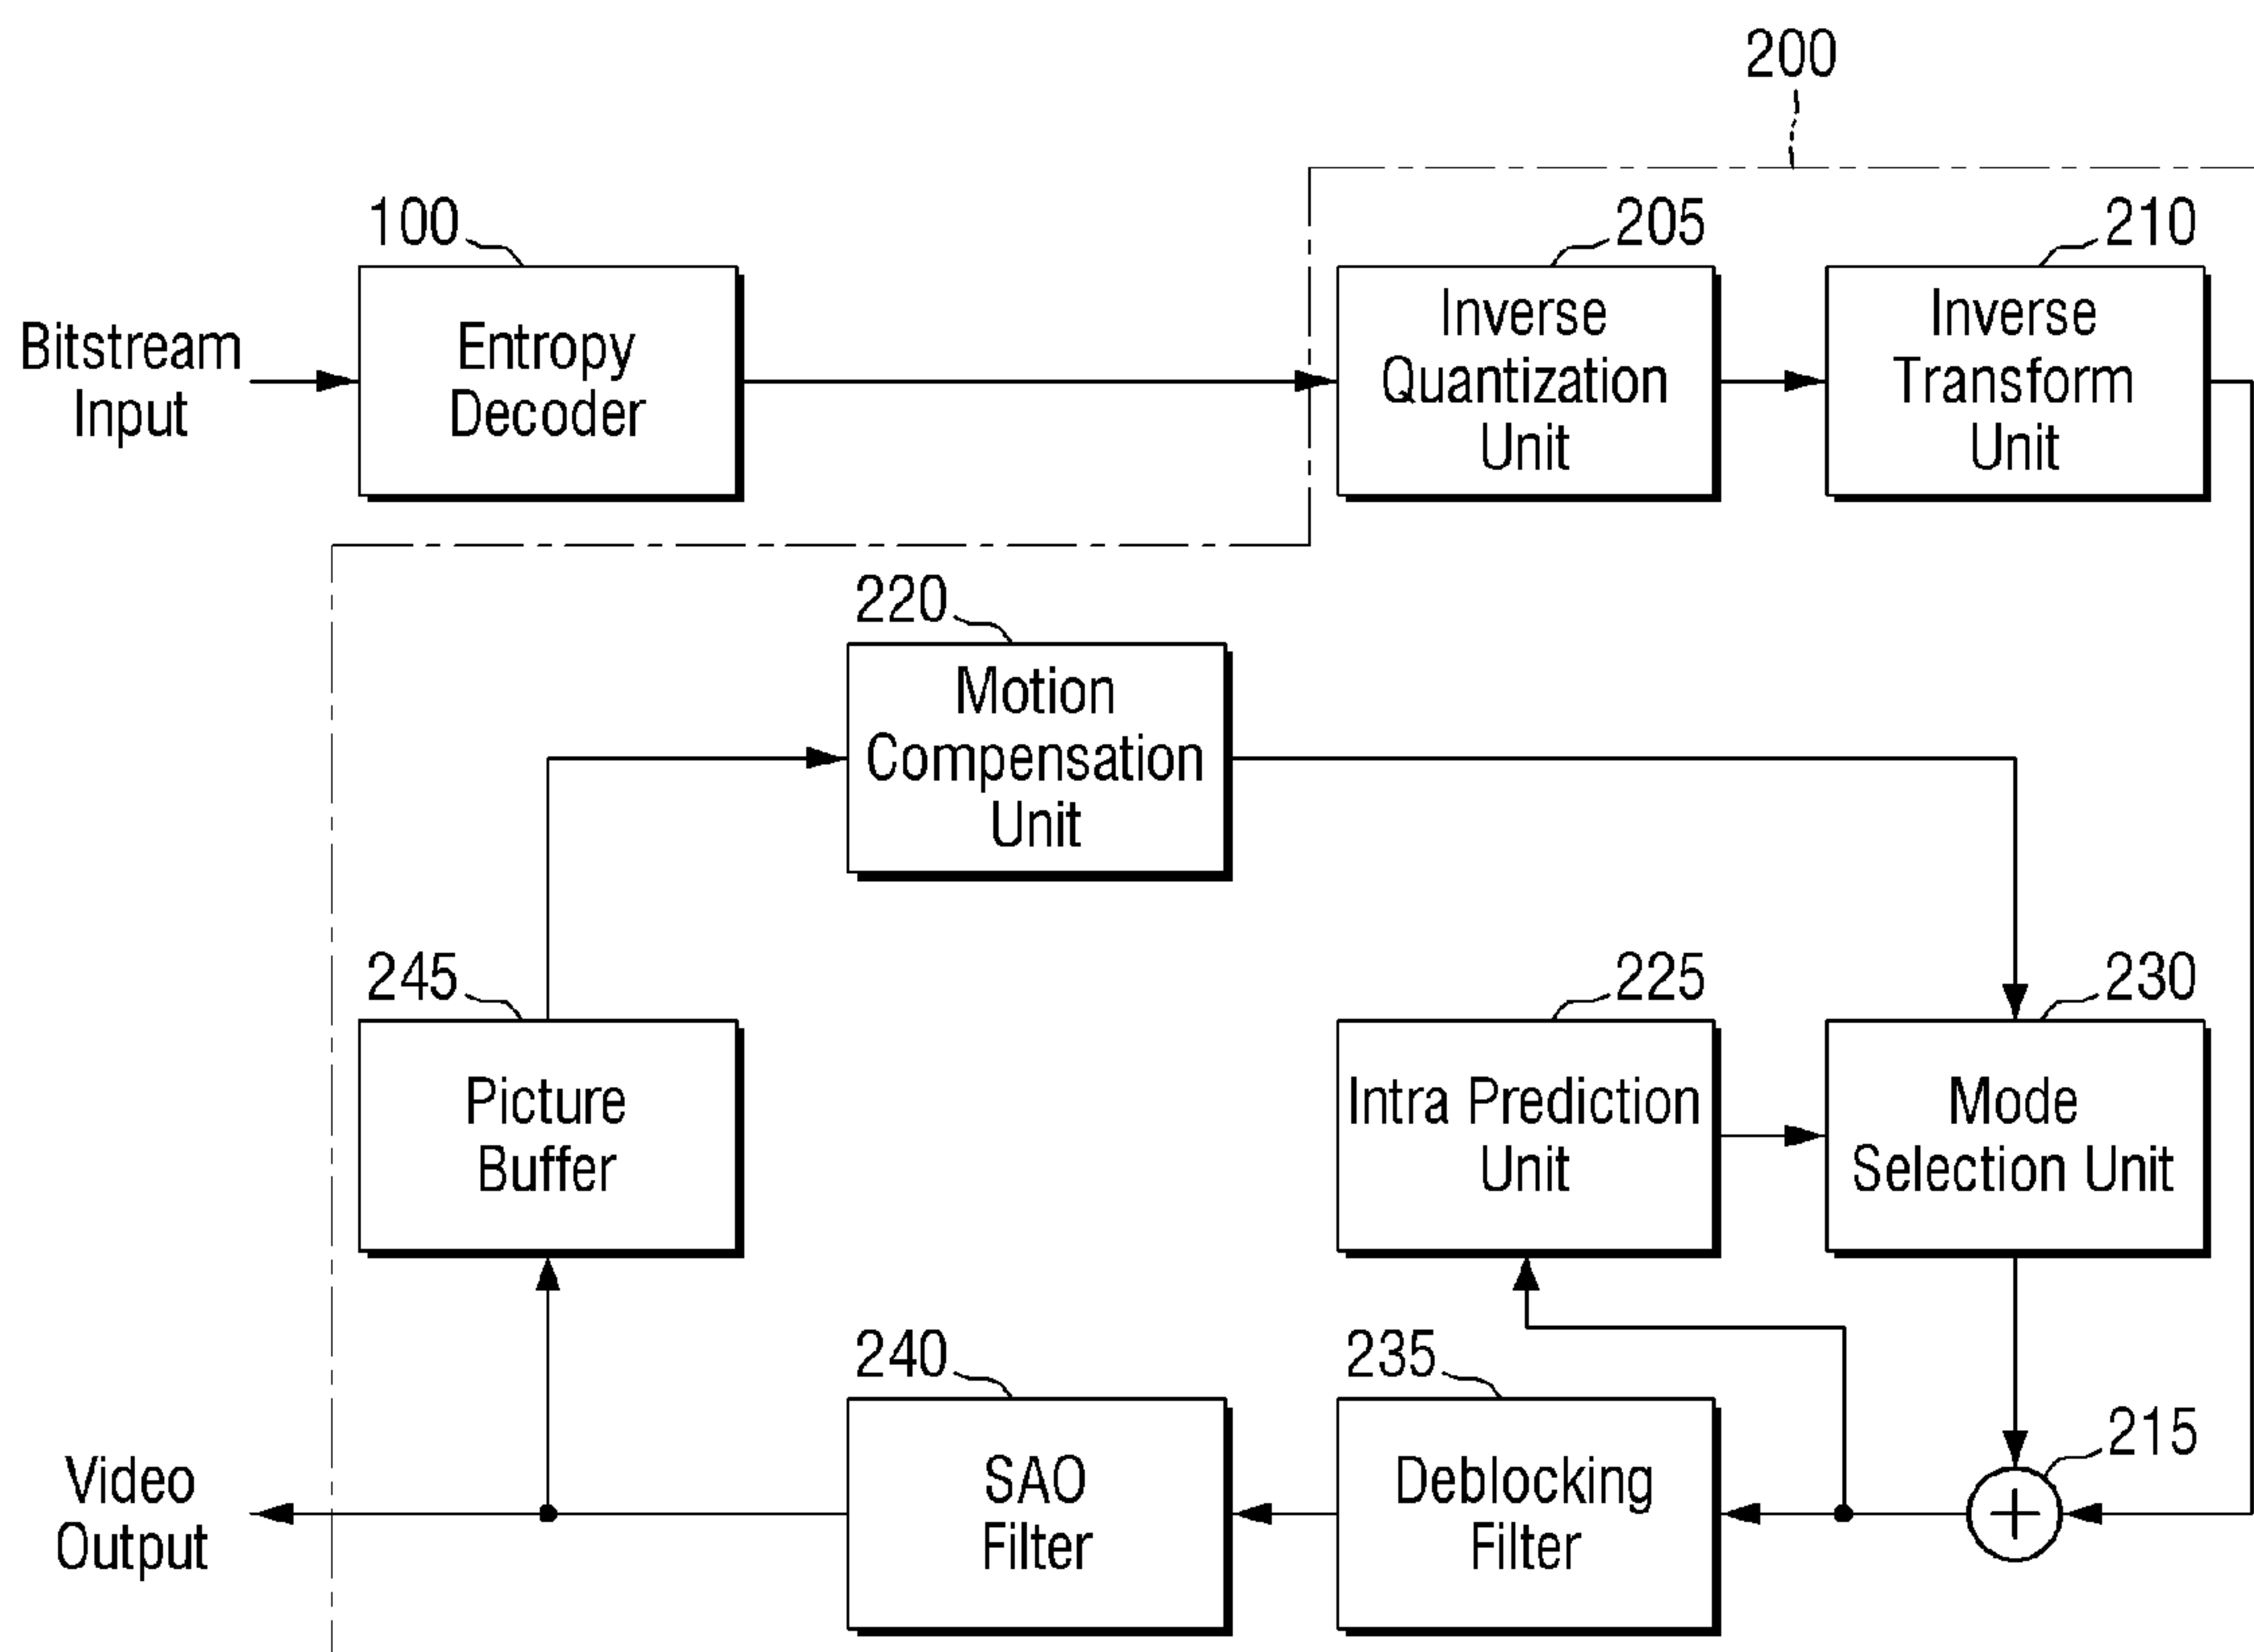 200
100
205
210
Bitstream
Input
Entropy
Decoder
Inverse
Quantization
Unit
Inverse
Transform
Unit
220
Motion
Compensation
Unit
245
225
230
Picture
Buffer
Intra Prediction
Unit
Mode
Selection Unit
240
235
215
Video
Output
SAO
Filter
Deblocking
Filter
+